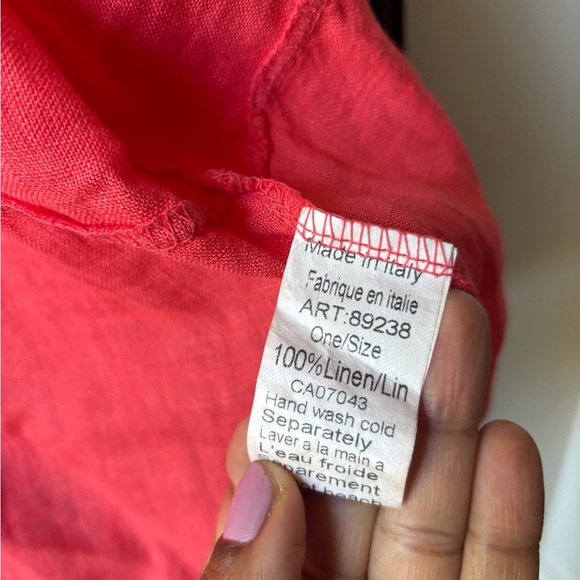 Made in italy
Fabrique en italie
ART:89238
One/Size
100%Linen/Lin
CA07043
Hand wash cold
Separately
Laver a la main a
L'eau froide
parement